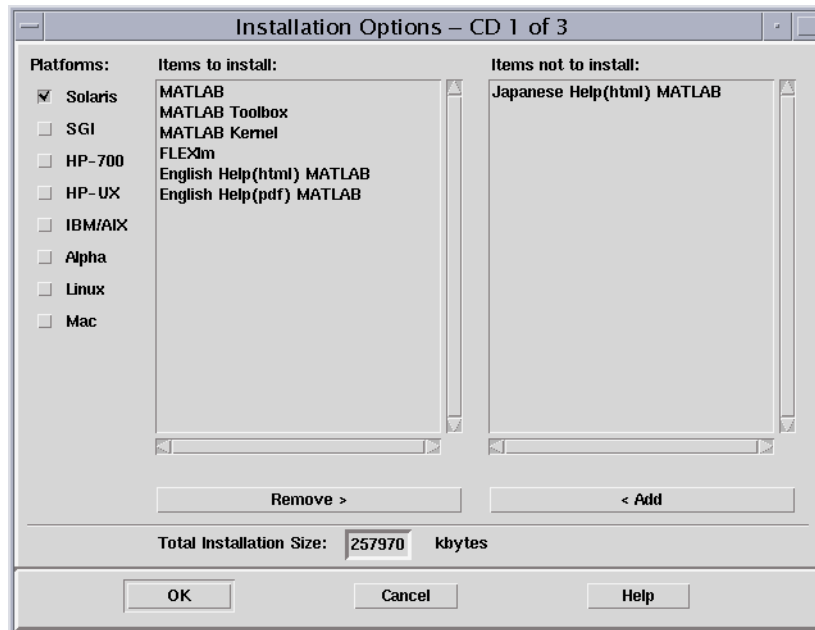 Installation Options – CD 1 of 3
Platforms:
Solaris
SGI
HP-700
HP-UX
IBM/AIX
Alpha
Linux
Mac
Items to install:
MATLAB
MATLAB Toolbox
MATLAB Kernel
FLEXlm
English Help(html) MATLAB
English Help(pdf) MATLAB
Items not to install:
Japanese Help(html) MATLAB
Remove >
< Add
Total Installation Size: 257970 kbytes
OK
Cancel
Help